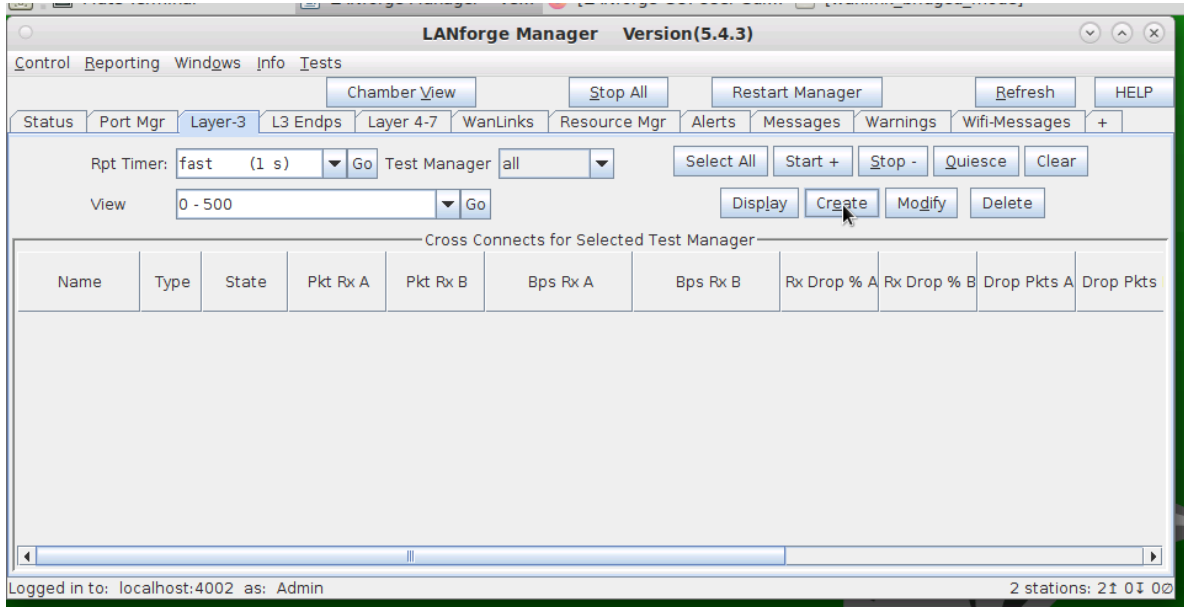 LANforge Manager Version(5.4.3)
Control Reporting Windows Info Tests
Chamber View Stop All Restart Manager Refresh HELP
Status Port Mgr Layer-3 L3 Endps Layer 4-7 WanLinks Resource Mgr Alerts Messages Warnings Wifi-Messages +
Rpt Timer: fast (1 s) Go Test Manager all Select All Start + Stop - Quiesce Clear
View 0 - 500 Go Display Create Modify Delete
Cross Connects for Selected Test Manager
Name Type State Pkt Rx A Pkt Rx B Bps Rx A Bps Rx B Rx Drop % A Rx Drop % B Drop Pkts A Drop Pkts
Logged in to: localhost:4002 as: Admin 2 stations: 2↥ 0↧ 0∅